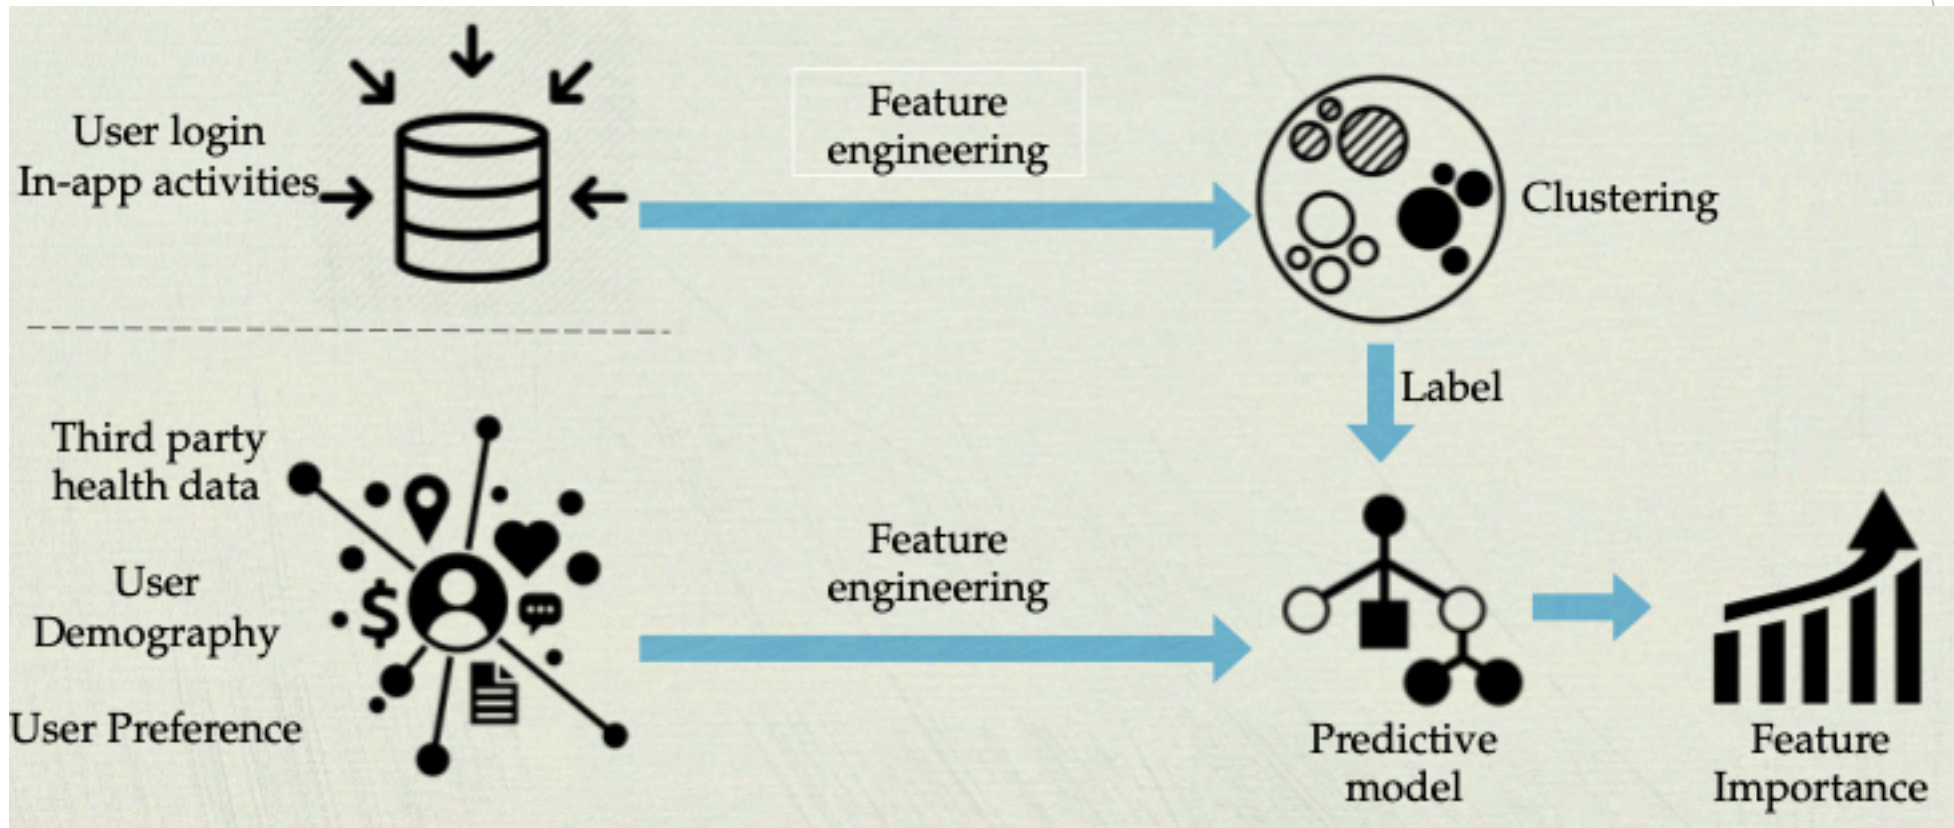 User login
In-app activities
Feature
engineering
Clustering
Label
Third party
health data
User
Demography
User Preference
Feature
engineering
Predictive
model
Feature
Importance